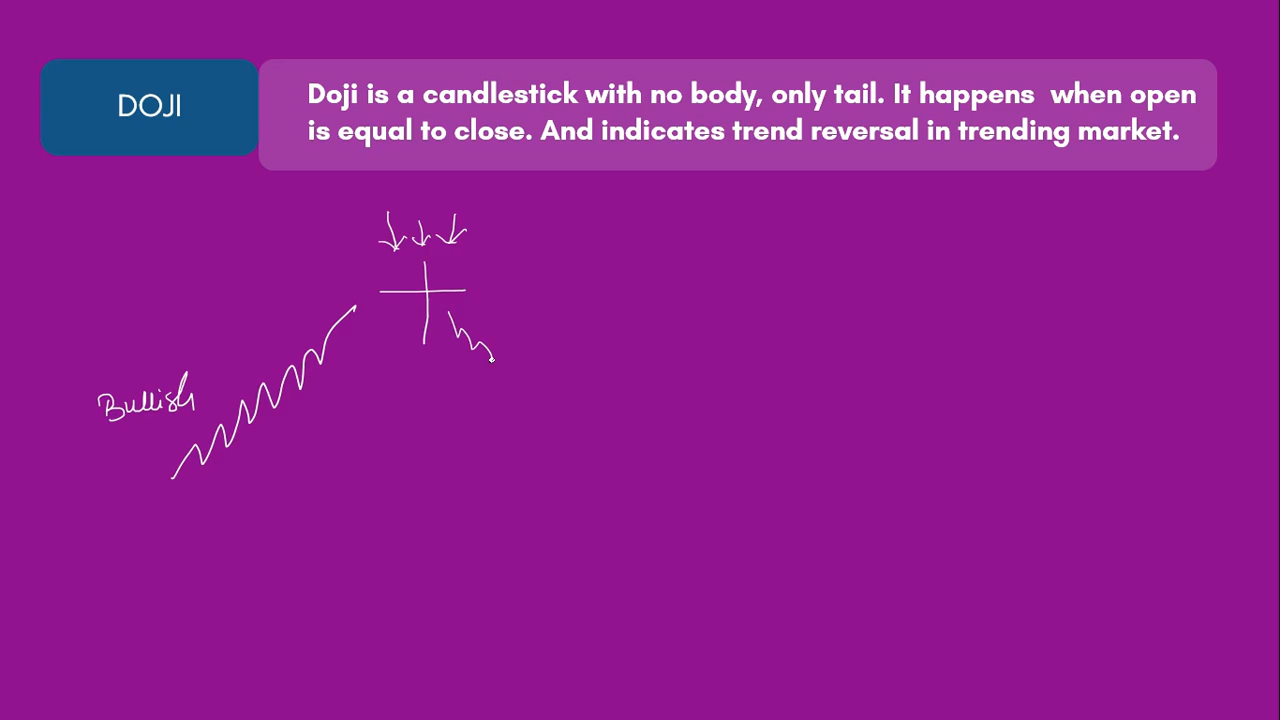 DOJI
Doji is a candlestick with no body, only tail. It happens when open
is equal to close. And indicates trend reversal in trending market.
Bullish